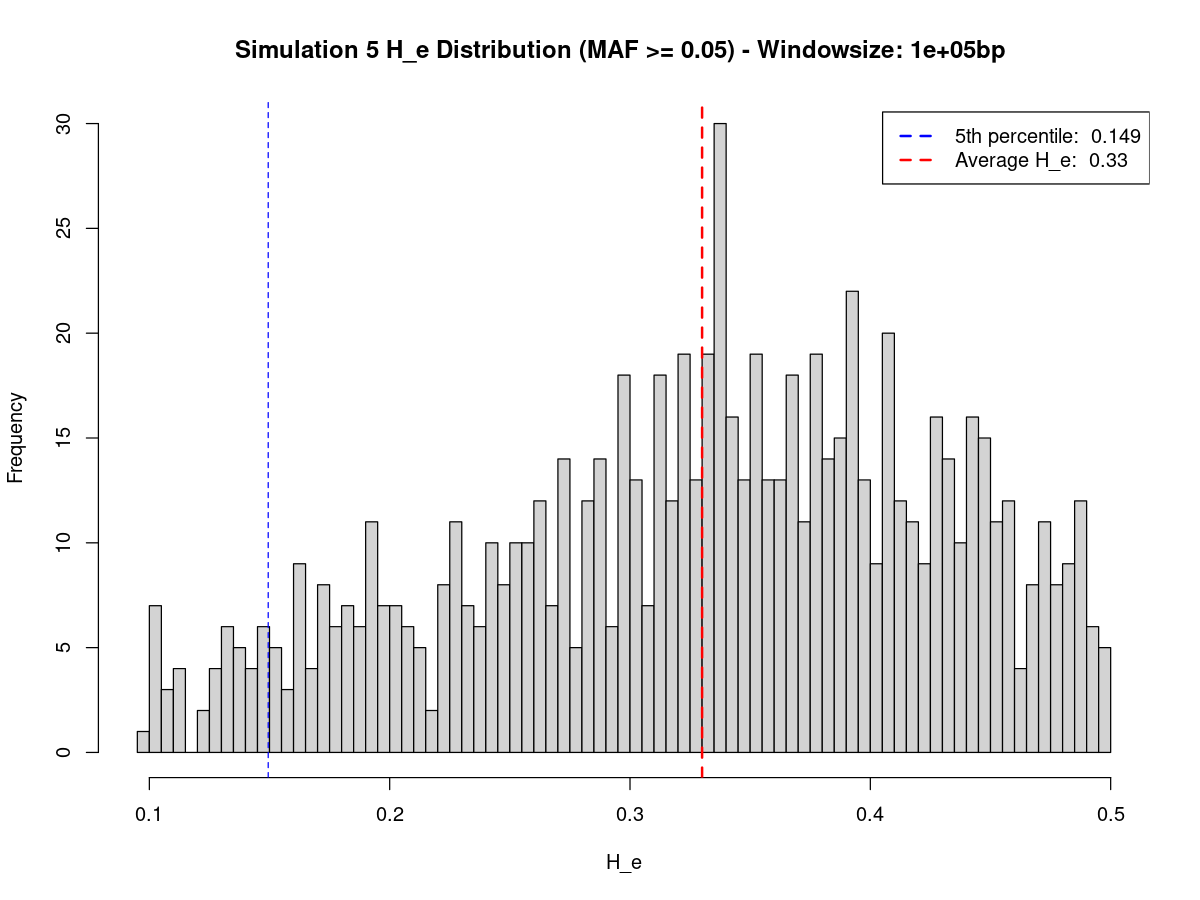 Simulation 5 H_e Distribution (MAF >= 0.05) - Windowsize: 1e+05bp
5th percentile:  0.149
Average H_e:  0.33
Frequency
30
25
20
15
10
5
0
0.1 0.2 0.3 0.4 0.5
H_e